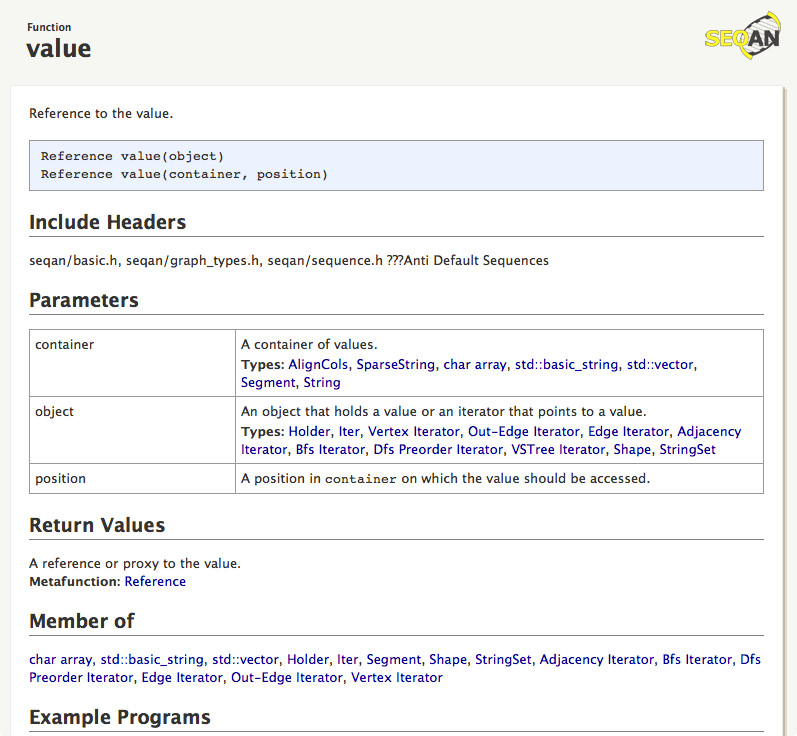 Function
value
SEQAN
Reference to the value.
Reference value(object)
Reference value(container, position)
Include Headers
seqan/basic.h, seqan/graph_types.h, seqan/sequence.h ???Anti Default Sequences
Parameters
container
A container of values.
Types: AlignCols, SparseString, char array, std::basic_string, std::vector,
Segment, String
object
An object that holds a value or an iterator that points to a value.
Types: Holder, Iter, Vertex Iterator, Out-Edge Iterator, Edge Iterator, Adjacency
Iterator, Bfs Iterator, Dfs Preorder Iterator, VSTree Iterator, Shape, StringSet
position
A position in container on which the value should be accessed.
Return Values
A reference or proxy to the value.
Metafunction: Reference
Member of
char array, std::basic_string, std::vector, Holder, Iter, Segment, Shape, StringSet, Adjacency Iterator, Bfs Iterator, Dfs
Preorder Iterator, Edge Iterator, Out-Edge Iterator, Vertex Iterator
Example Programs